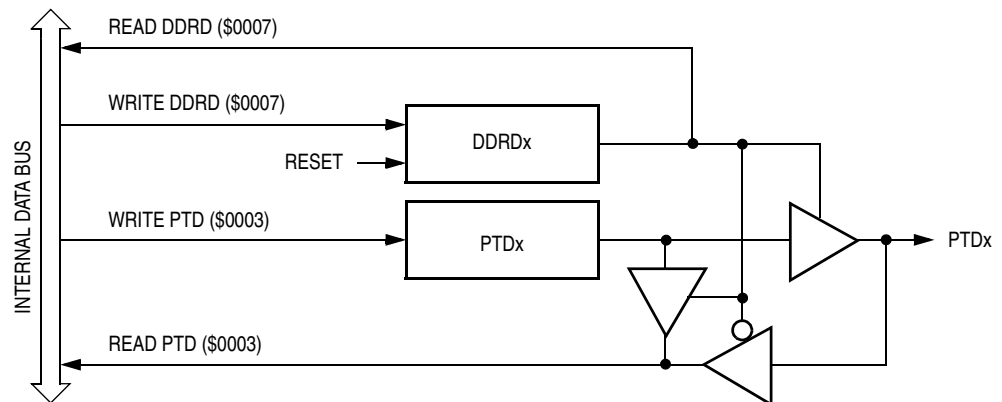 READ DDRD ($0007)
WRITE DDRD ($0007)
DDRDx
RESET
WRITE PTD ($0003)
PTDx
PTDx
READ PTD ($0003)
INTERNAL DATA BUS